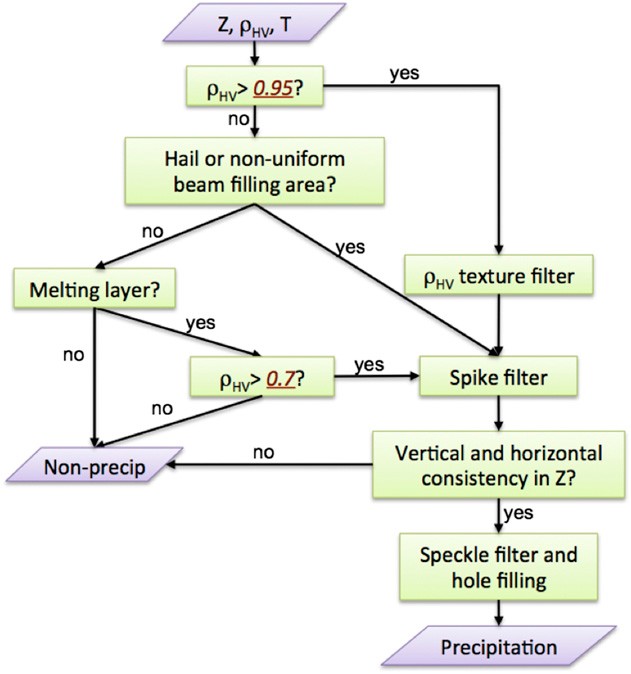 Z, ρHV, T
ρHV> 0.95?
yes
no
Hail or non-uniform
beam filling area?
no
yes
Melting layer?
ρHV texture filter
yes
no
ρHV> 0.7?
yes
Spike filter
no
Vertical and horizontal
consistency in Z?
no
Non-precip
yes
Speckle filter and
hole filling
Precipitation